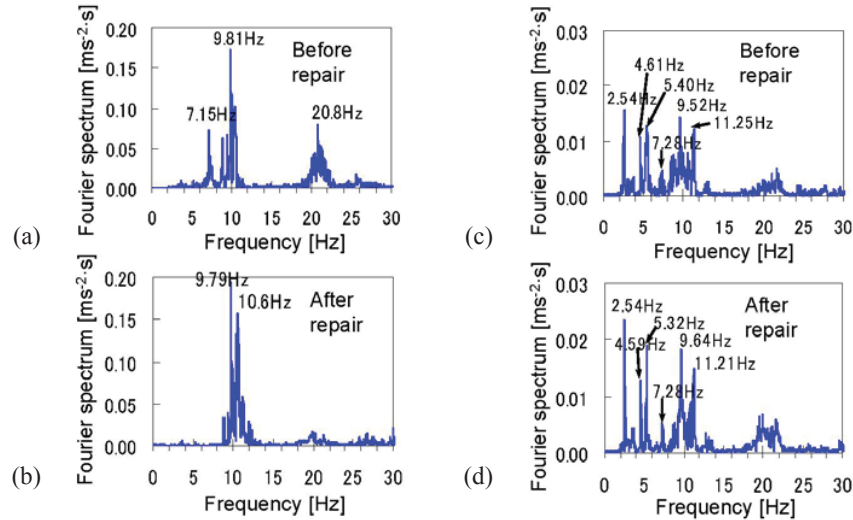 (a)
Fourier spectrum [ms⁻²·s]
0.20
0.15
0.10
0.05
0.00
9.81Hz
Before
repair
7.15Hz
20.8Hz
0 5 10 15 20 25 30
Frequency [Hz]
(b)
Fourier spectrum [ms⁻²·s]
0.20
0.15
0.10
0.05
0.00
9.79Hz
After
10.6Hz
repair
0 5 10 15 20 25 30
Frequency [Hz]
(c)
Fourier spectrum [ms⁻²·s]
0.03
0.02
0.01
0.00
Before
repair
4.61Hz
5.40Hz
2.54Hz
9.52Hz
11.25Hz
7.28Hz
0 5 10 15 20 25 30
Frequency [Hz]
(d)
Fourier spectrum [ms⁻²·s]
0.03
0.02
0.01
0.00
After
repair
2.54Hz
5.32Hz
4.59Hz
9.64Hz
11.21Hz
7.28Hz
0 5 10 15 20 25 30
Frequency [Hz]